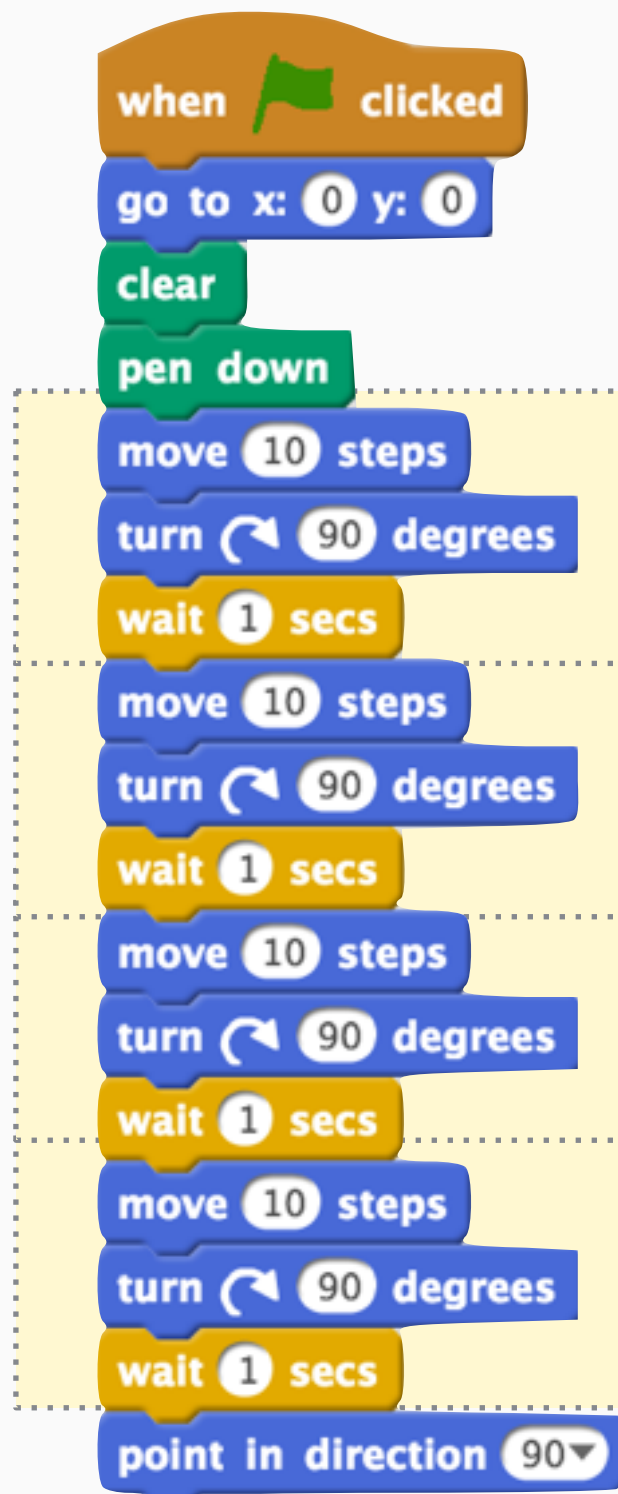 when clicked
go to x: 0 y: 0
clear
pen down
move 10 steps
turn 90 degrees
wait 1 secs
move 10 steps
turn 90 degrees
wait 1 secs
move 10 steps
turn 90 degrees
wait 1 secs
move 10 steps
turn 90 degrees
wait 1 secs
point in direction 90